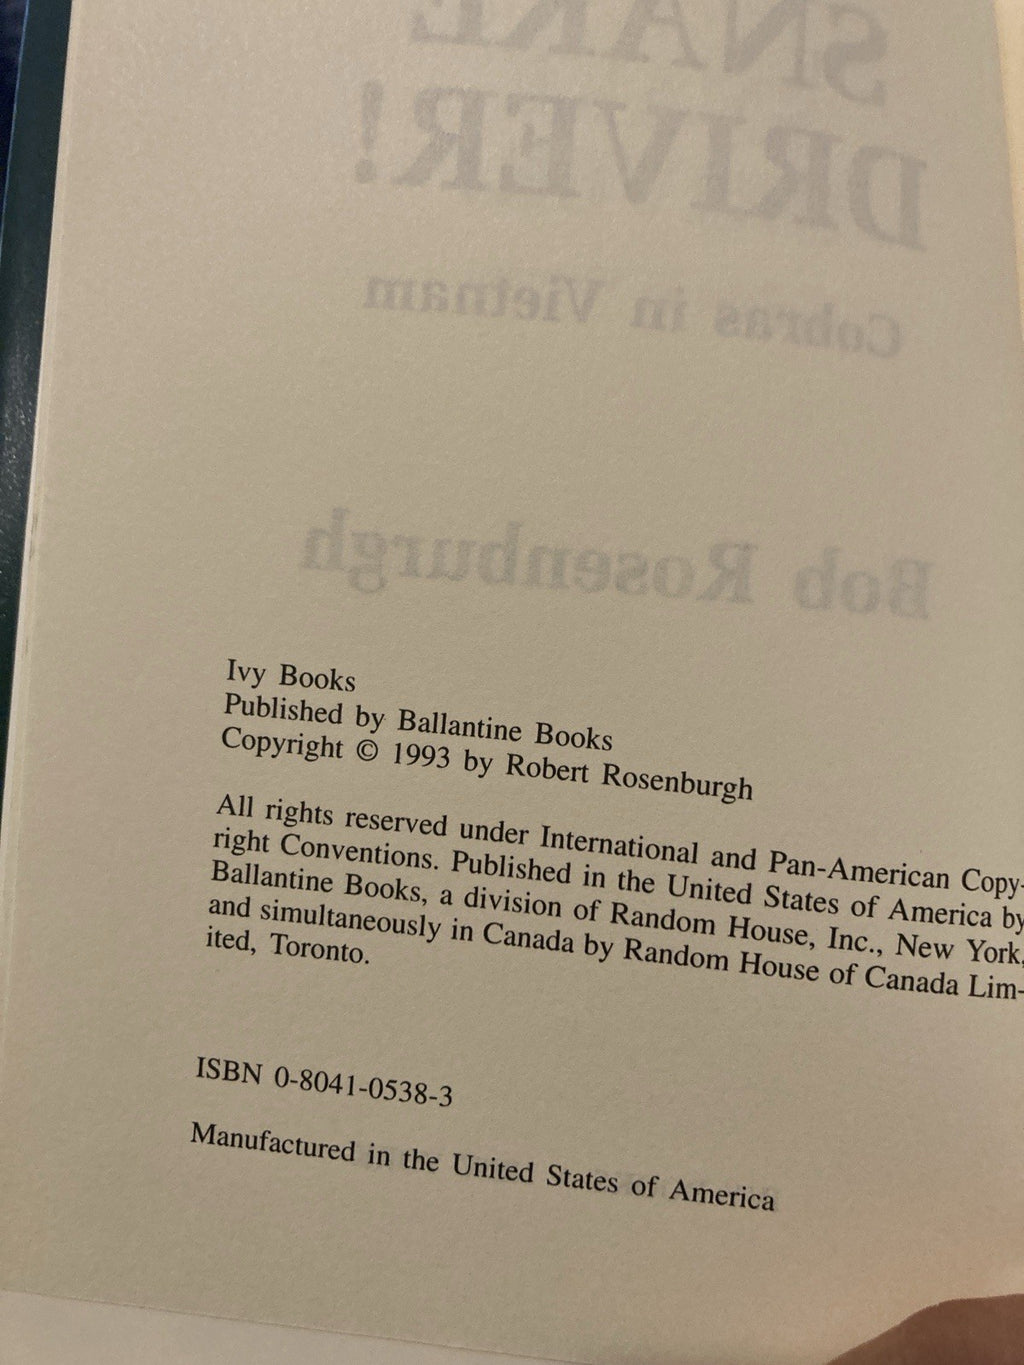 SNAKE
DRIVER!
Cobras in Vietnam
Bob Rosenburgh
Ivy Books
Published by Ballantine Books
Copyright © 1993 by Robert Rosenburgh
All rights reserved under International and Pan-American Copy-
right Conventions. Published in the United States of America by
Ballantine Books, a division of Random House, Inc., New York,
and simultaneously in Canada by Random House of Canada Lim-
ited, Toronto.
ISBN 0-8041-0538-3
Manufactured in the United States of America